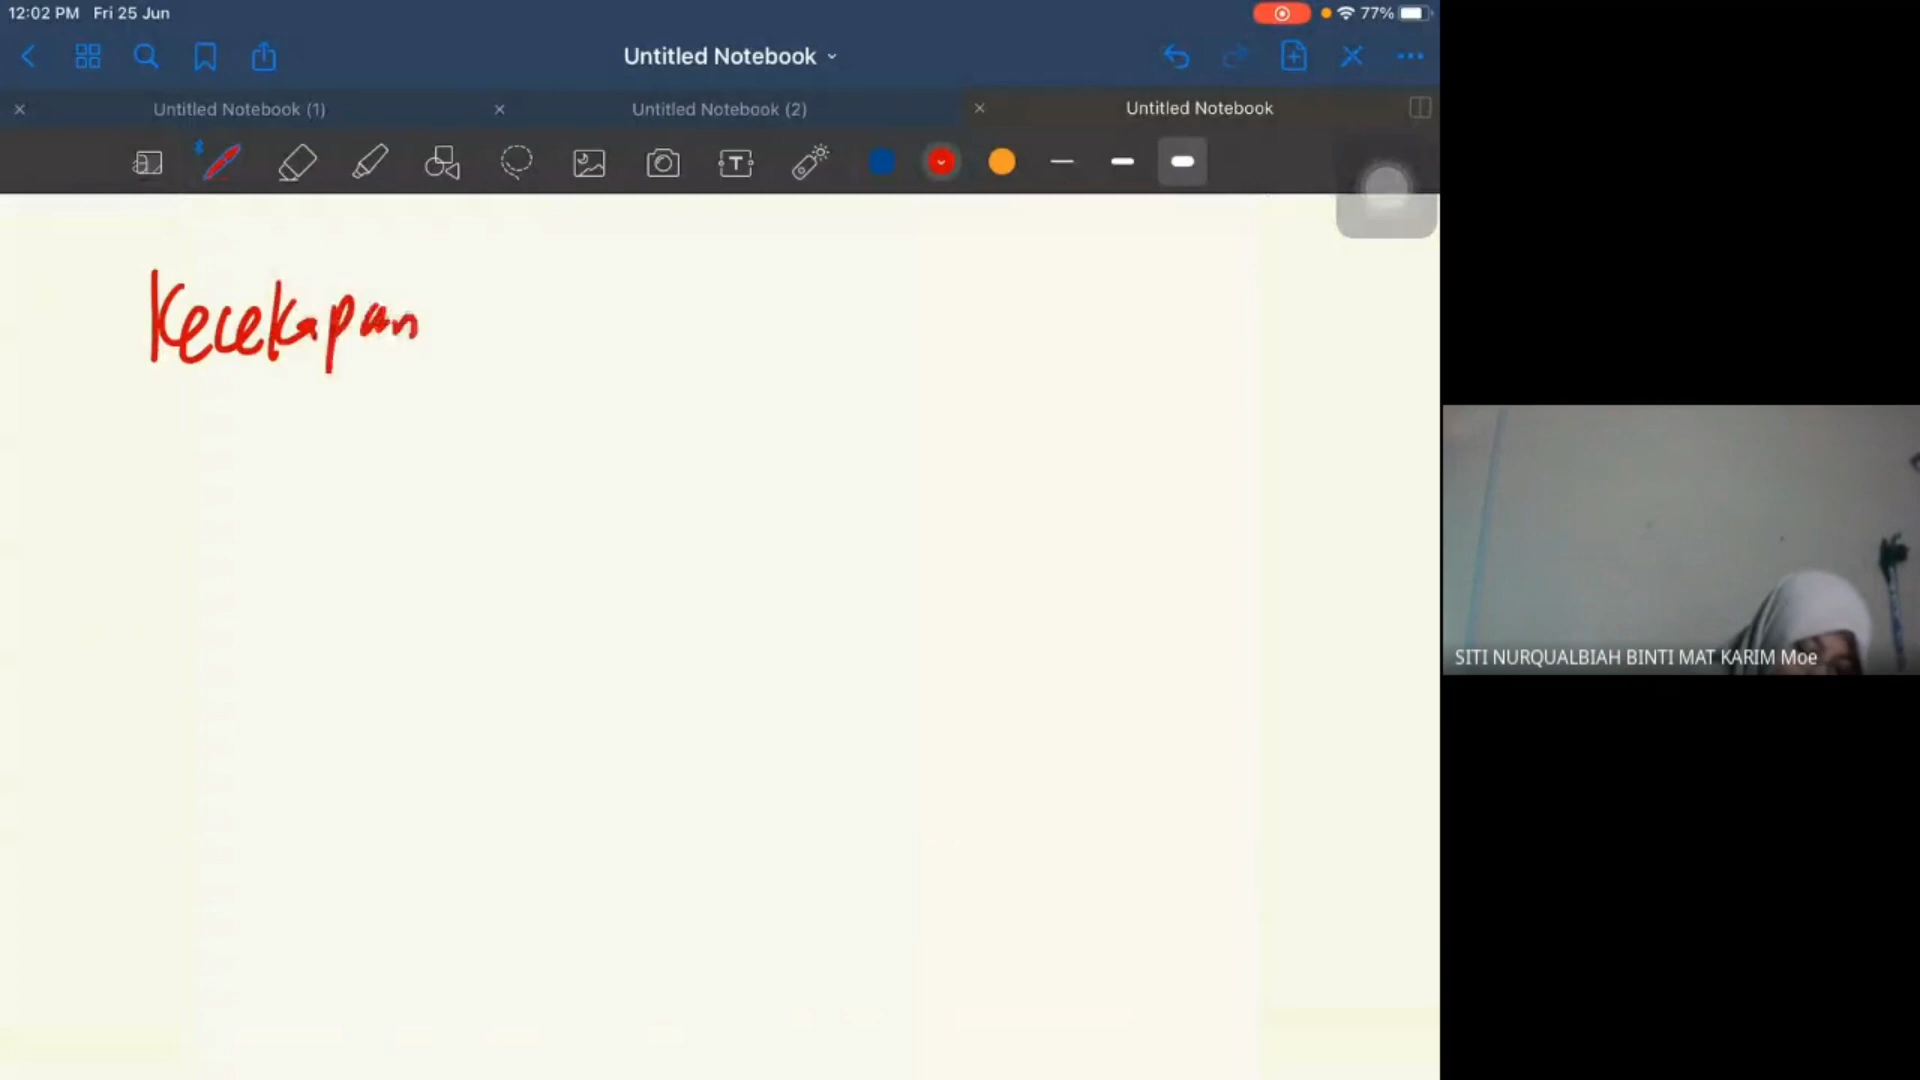 12:02 PM Fri 25 Jun
77%
Untitled Notebook
Untitled Notebook (1)
Untitled Notebook (2)
Untitled Notebook
T
Kecekapan
SITI NURQUALBIAH BINTI MAT KARIM Moe